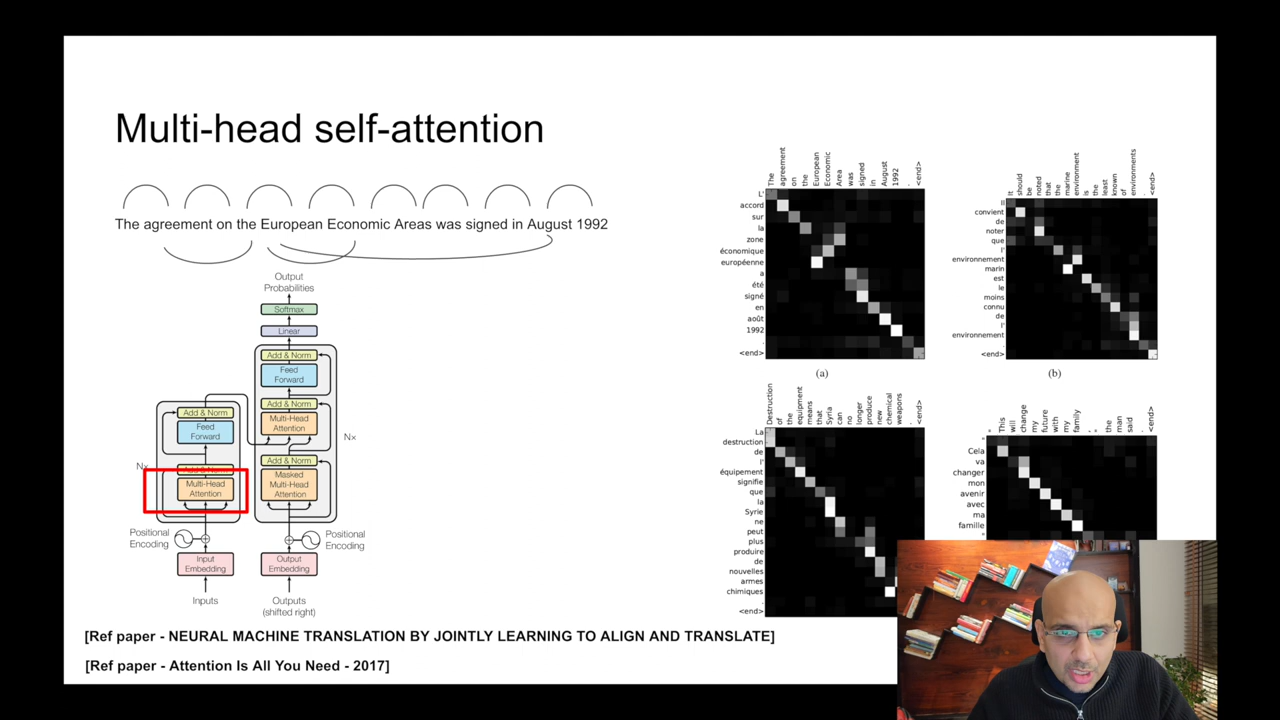 Multi-head self-attention
The agreement on the European Economic Areas was signed in August 1992
Output
Probabilities
Softmax
Linear
Add & Norm
Feed
Forward
Add & Norm
Multi-Head
Attention
Add & Norm
Masked
Multi-Head
Attention
Nx
Add & Norm
Feed
Forward
Nx
Add & Norm
Multi-Head
Attention
Positional
Encoding
Positional
Encoding
Input
Embedding
Output
Embedding
Inputs
Outputs
(shifted right)
The agreement on the European Economic Area was signed in August 1992 . <end>
L'
accord
sur
la
zone
économique
européenne
a
été
signé
en
août
1992
.
<end>
(a)
It should be noted that the marine environment is the least known of environments . <end>
Il
convient
de
noter
que
l'
environnement
marin
est
le
moins
connu
de
l'
environnement
.
<end>
(b)
Destruction of the equipment means that Syria can no longer produce new chemical weapons . <end>
La
destruction
de
l'
équipement
signifie
que
la
Syrie
ne
peut
plus
produire
de
nouvelles
armes
chimiques
.
<end>
" This will change my future with my family , " the man said . <end>
"
Cela
va
changer
mon
avenir
avec
ma
famille
[Ref paper - NEURAL MACHINE TRANSLATION BY JOINTLY LEARNING TO ALIGN AND TRANSLATE]
[Ref paper - Attention Is All You Need - 2017]